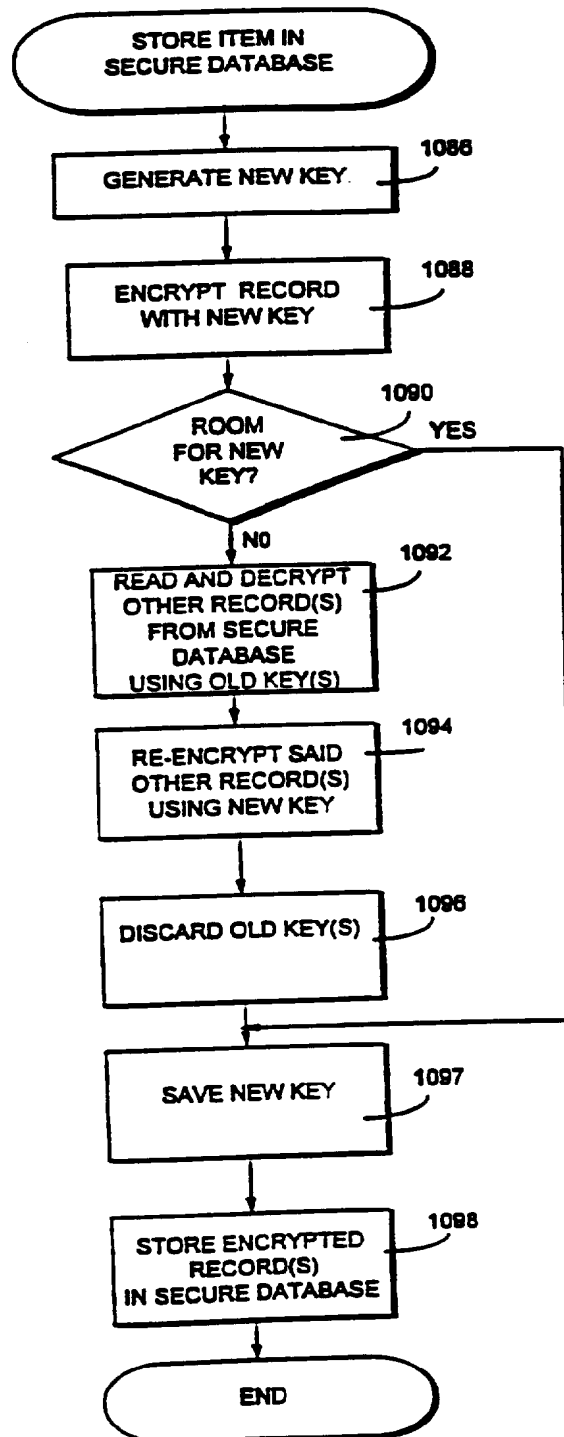 STORE ITEM IN
SECURE DATABASE
1086
GENERATE NEW KEY.
1088
ENCRYPT RECORD
WITH NEW KEY
1090
ROOM
FOR NEW
KEY?
YES
NO
1092
READ AND DECRYPT
OTHER RECORD(S)
FROM SECURE
DATABASE
USING OLD KEY(S)
1094
RE-ENCRYPT SAID
OTHER RECORD(S)
USING NEW KEY
1096
DISCARD OLD KEY(S)
1097
SAVE NEW KEY
1098
STORE ENCRYPTED
RECORD(S)
IN SECURE DATABASE
END